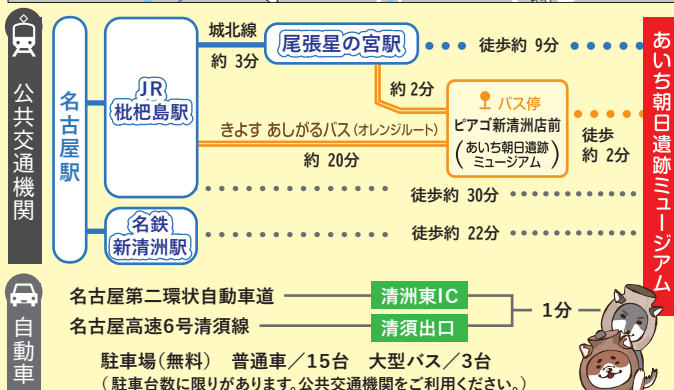 公共交通機関
名古屋駅
JR
枇杷島駅
城北線
約 3分
尾張星の宮駅
徒歩約 9分
約2分
バス停
ピアゴ新清洲店前
(あいち朝日遺跡
ミュージアム)
徒歩
約 2分
きよす あしがるバス(オレンジルート)
約 20分
徒歩約 30分
名鉄
新清洲駅
徒歩約 22分
あいち朝日遺跡ミュージアム
自動車
名古屋第二環状自動車道
清洲東IC
名古屋高速6号清須線
清須出口
1分
駐車場(無料) 普通車/15台 大型バス/3台
(駐車台数に限りがあります。公共交通機関をご利用ください。)